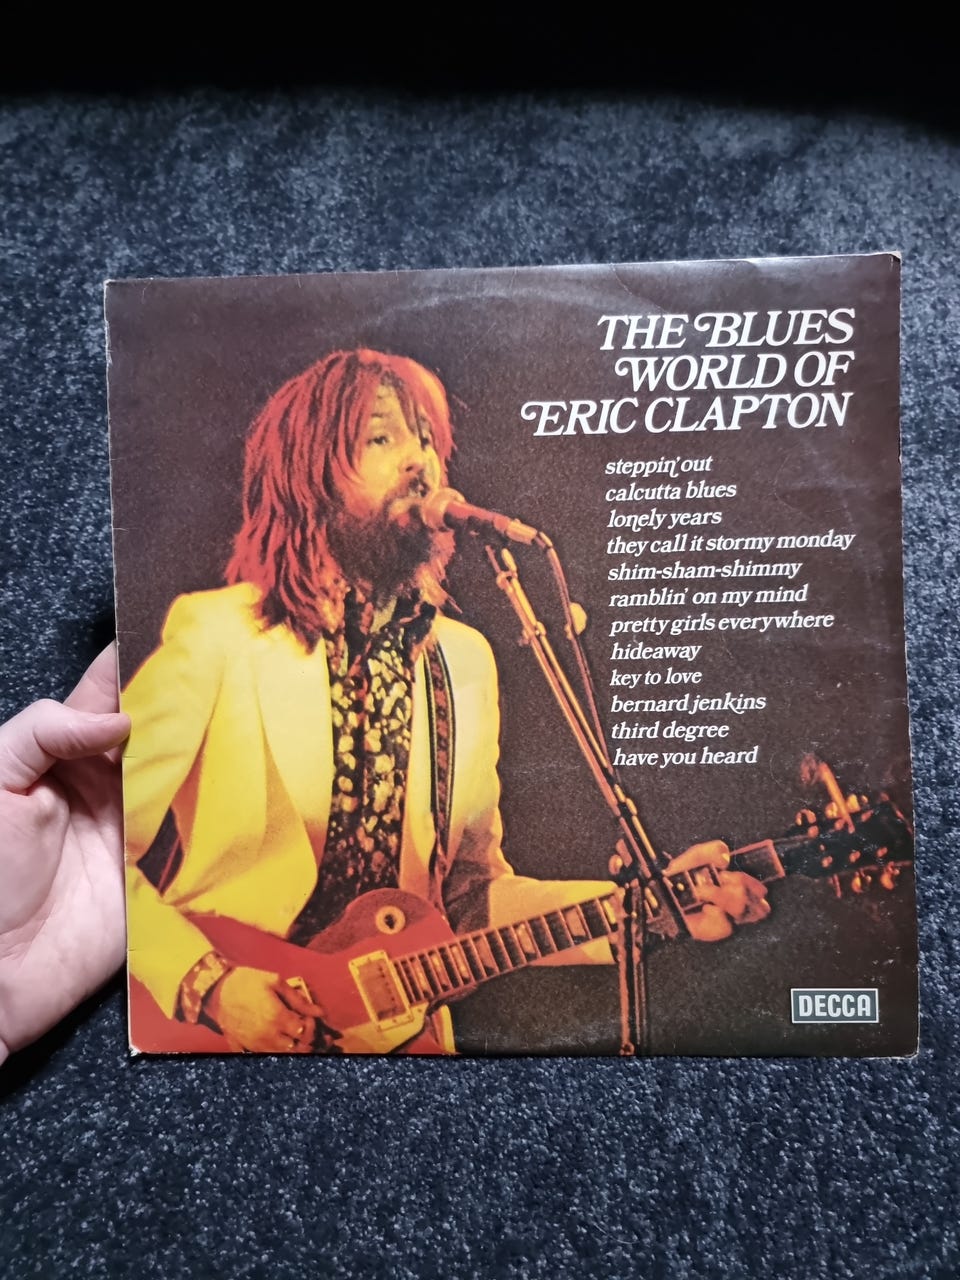 THE BLUES
WORLD OF
ERIC CLAPTON
steppin' out
calcutta blues
lonely years
they call it stormy monday
shim-sham-shimmy
ramblin' on my mind
pretty girls everywhere
hideaway
key to love
bernard jenkins
third degree
have you heard
DECCA